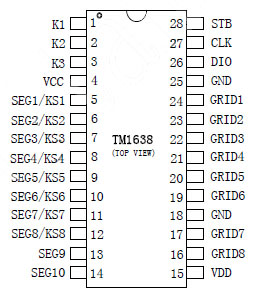 K1 1 28 STB
K2 2 27 CLK
K3 3 26 DIO
VCC 4 25 GND
SEG1/KS1 5 24 GRID1
SEG2/KS2 6 23 GRID2
SEG3/KS3 7 TM1638 22 GRID3
(TOP VIEW)
SEG4/KS4 8 21 GRID4
SEG5/KS5 9 20 GRID5
SEG6/KS6 10 19 GRID6
SEG7/KS7 11 18 GND
SEG8/KS8 12 17 GRID7
SEG9 13 16 GRID8
SEG10 14 15 VDD